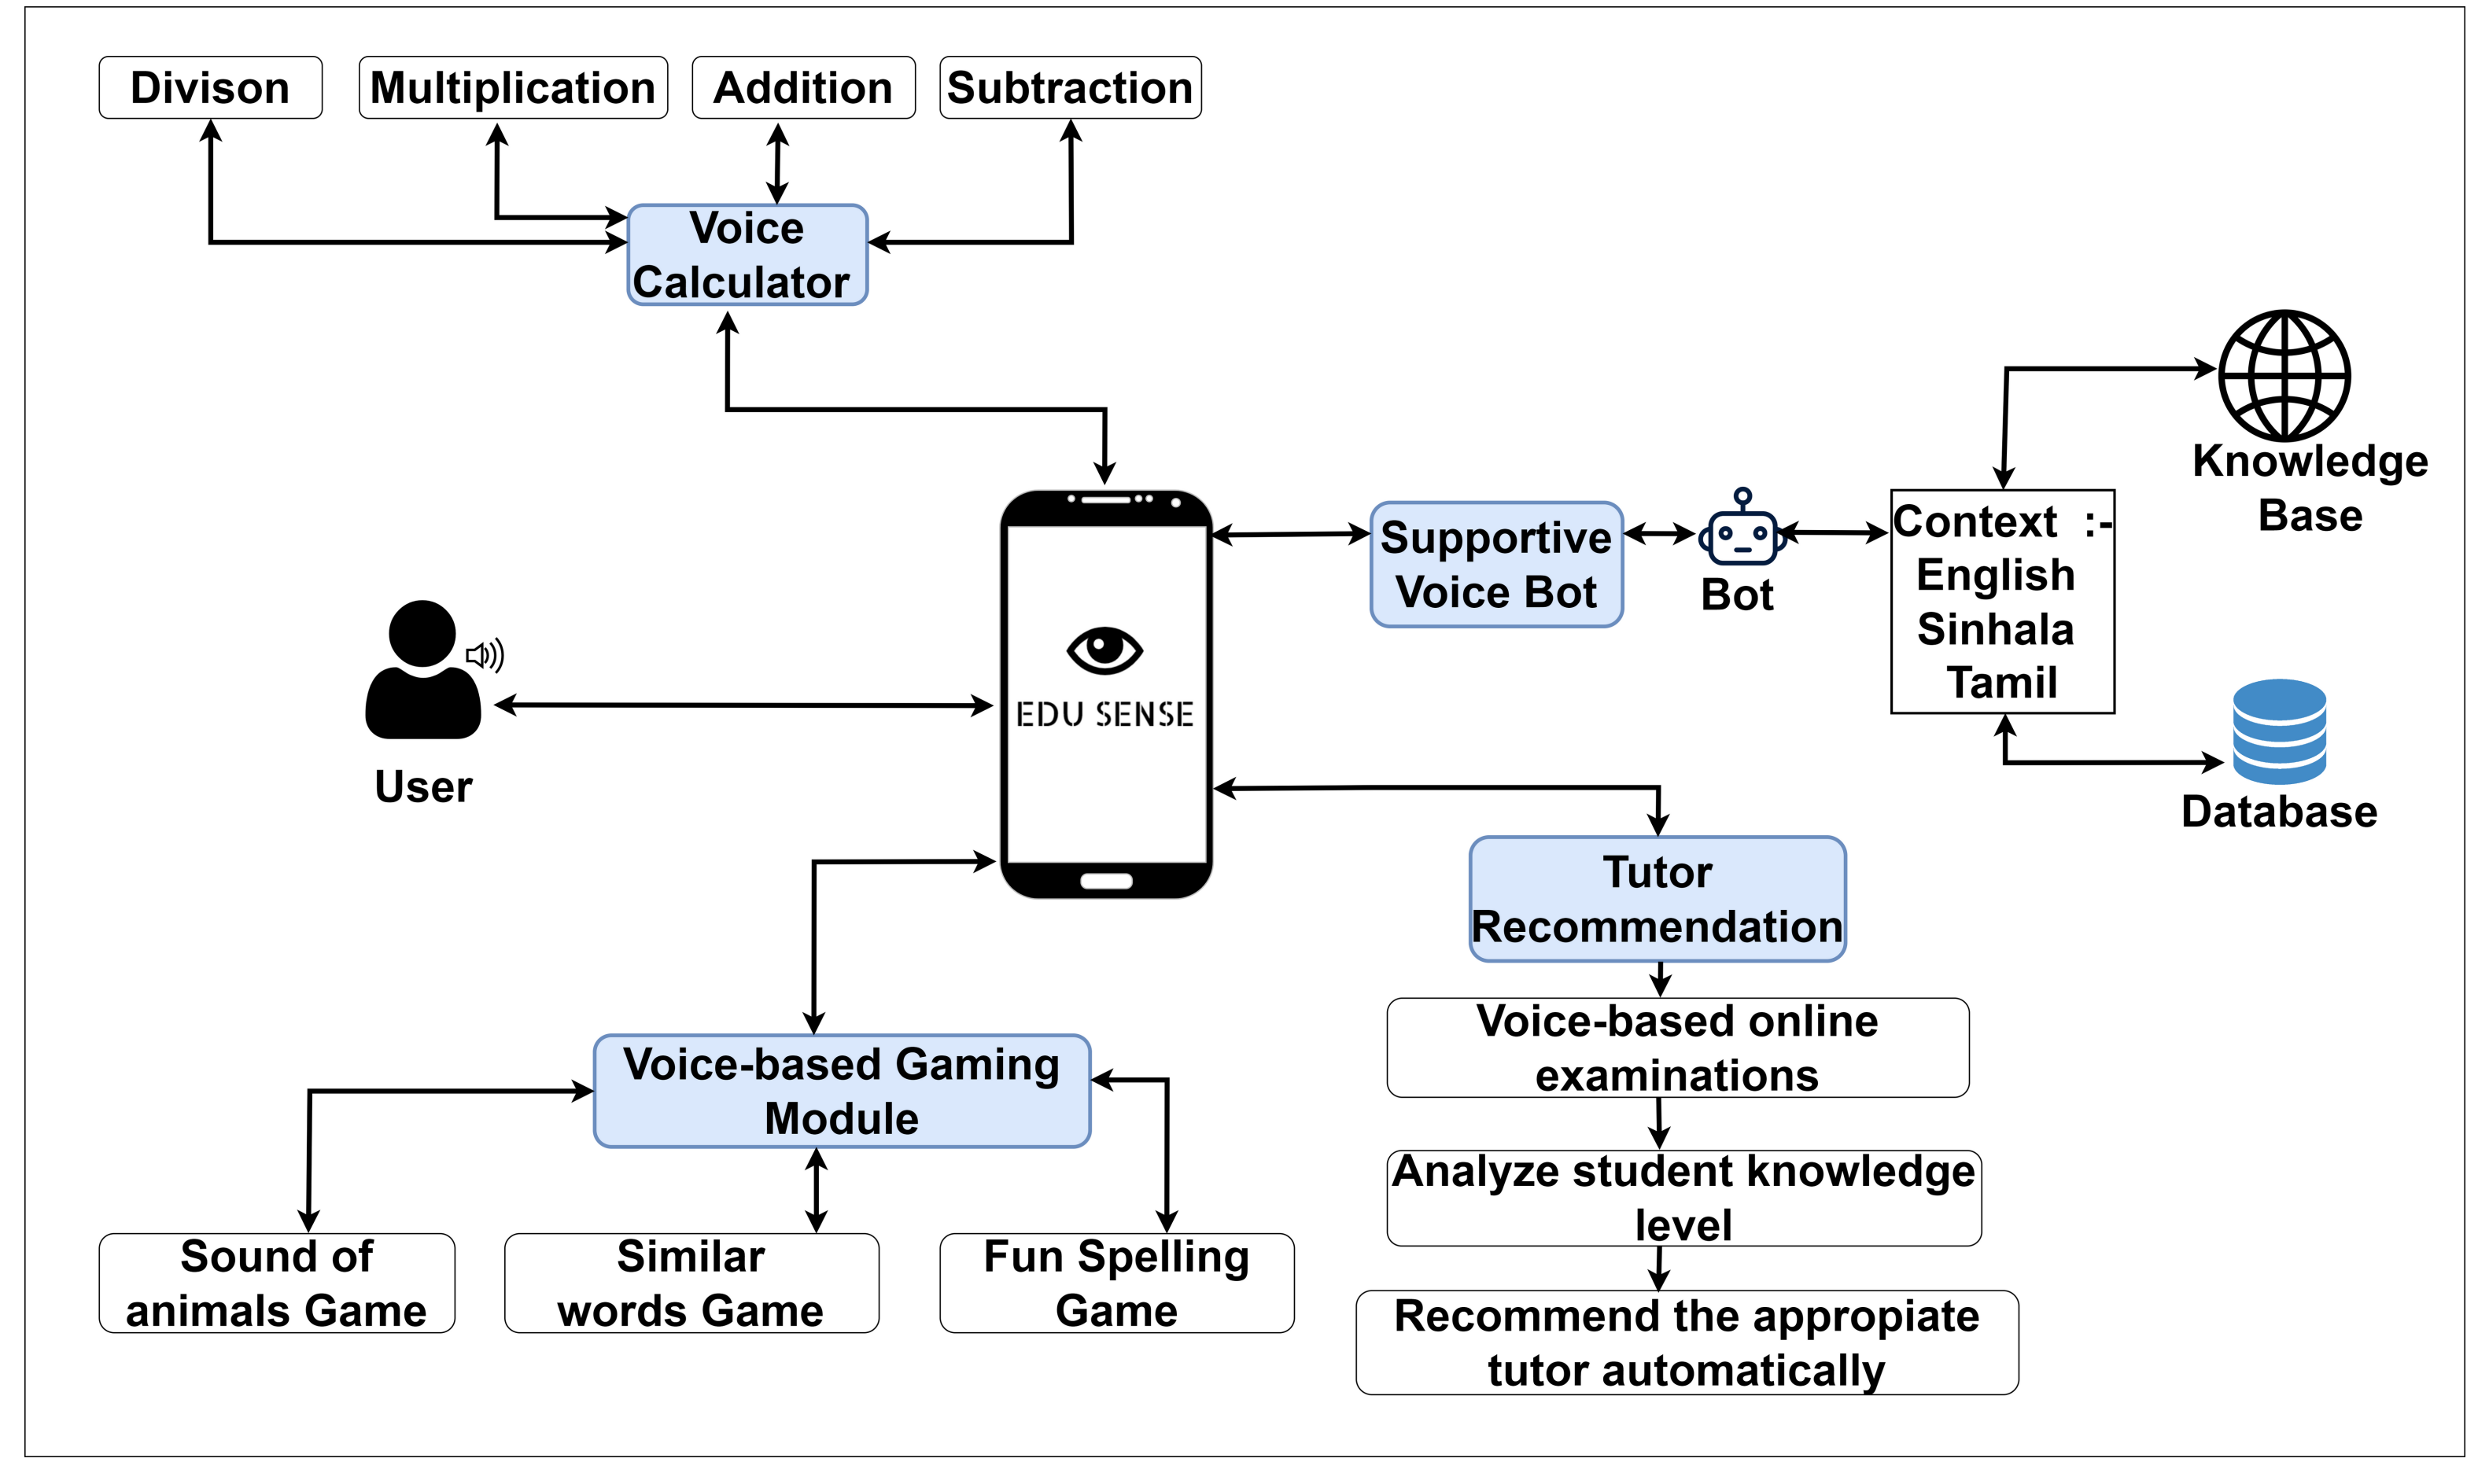 Divison
Multiplication
Addition
Subtraction
Voice
Calculator
Knowledge
Base
Supportive
Voice Bot
Bot
Context :-
English
Sinhala
Tamil
EDU SENSE
User
Database
Tutor
Recommendation
Voice-based online
examinations
Analyze student knowledge
level
Recommend the appropiate
tutor automatically
Voice-based Gaming
Module
Sound of
animals Game
Similar
words Game
Fun Spelling
Game